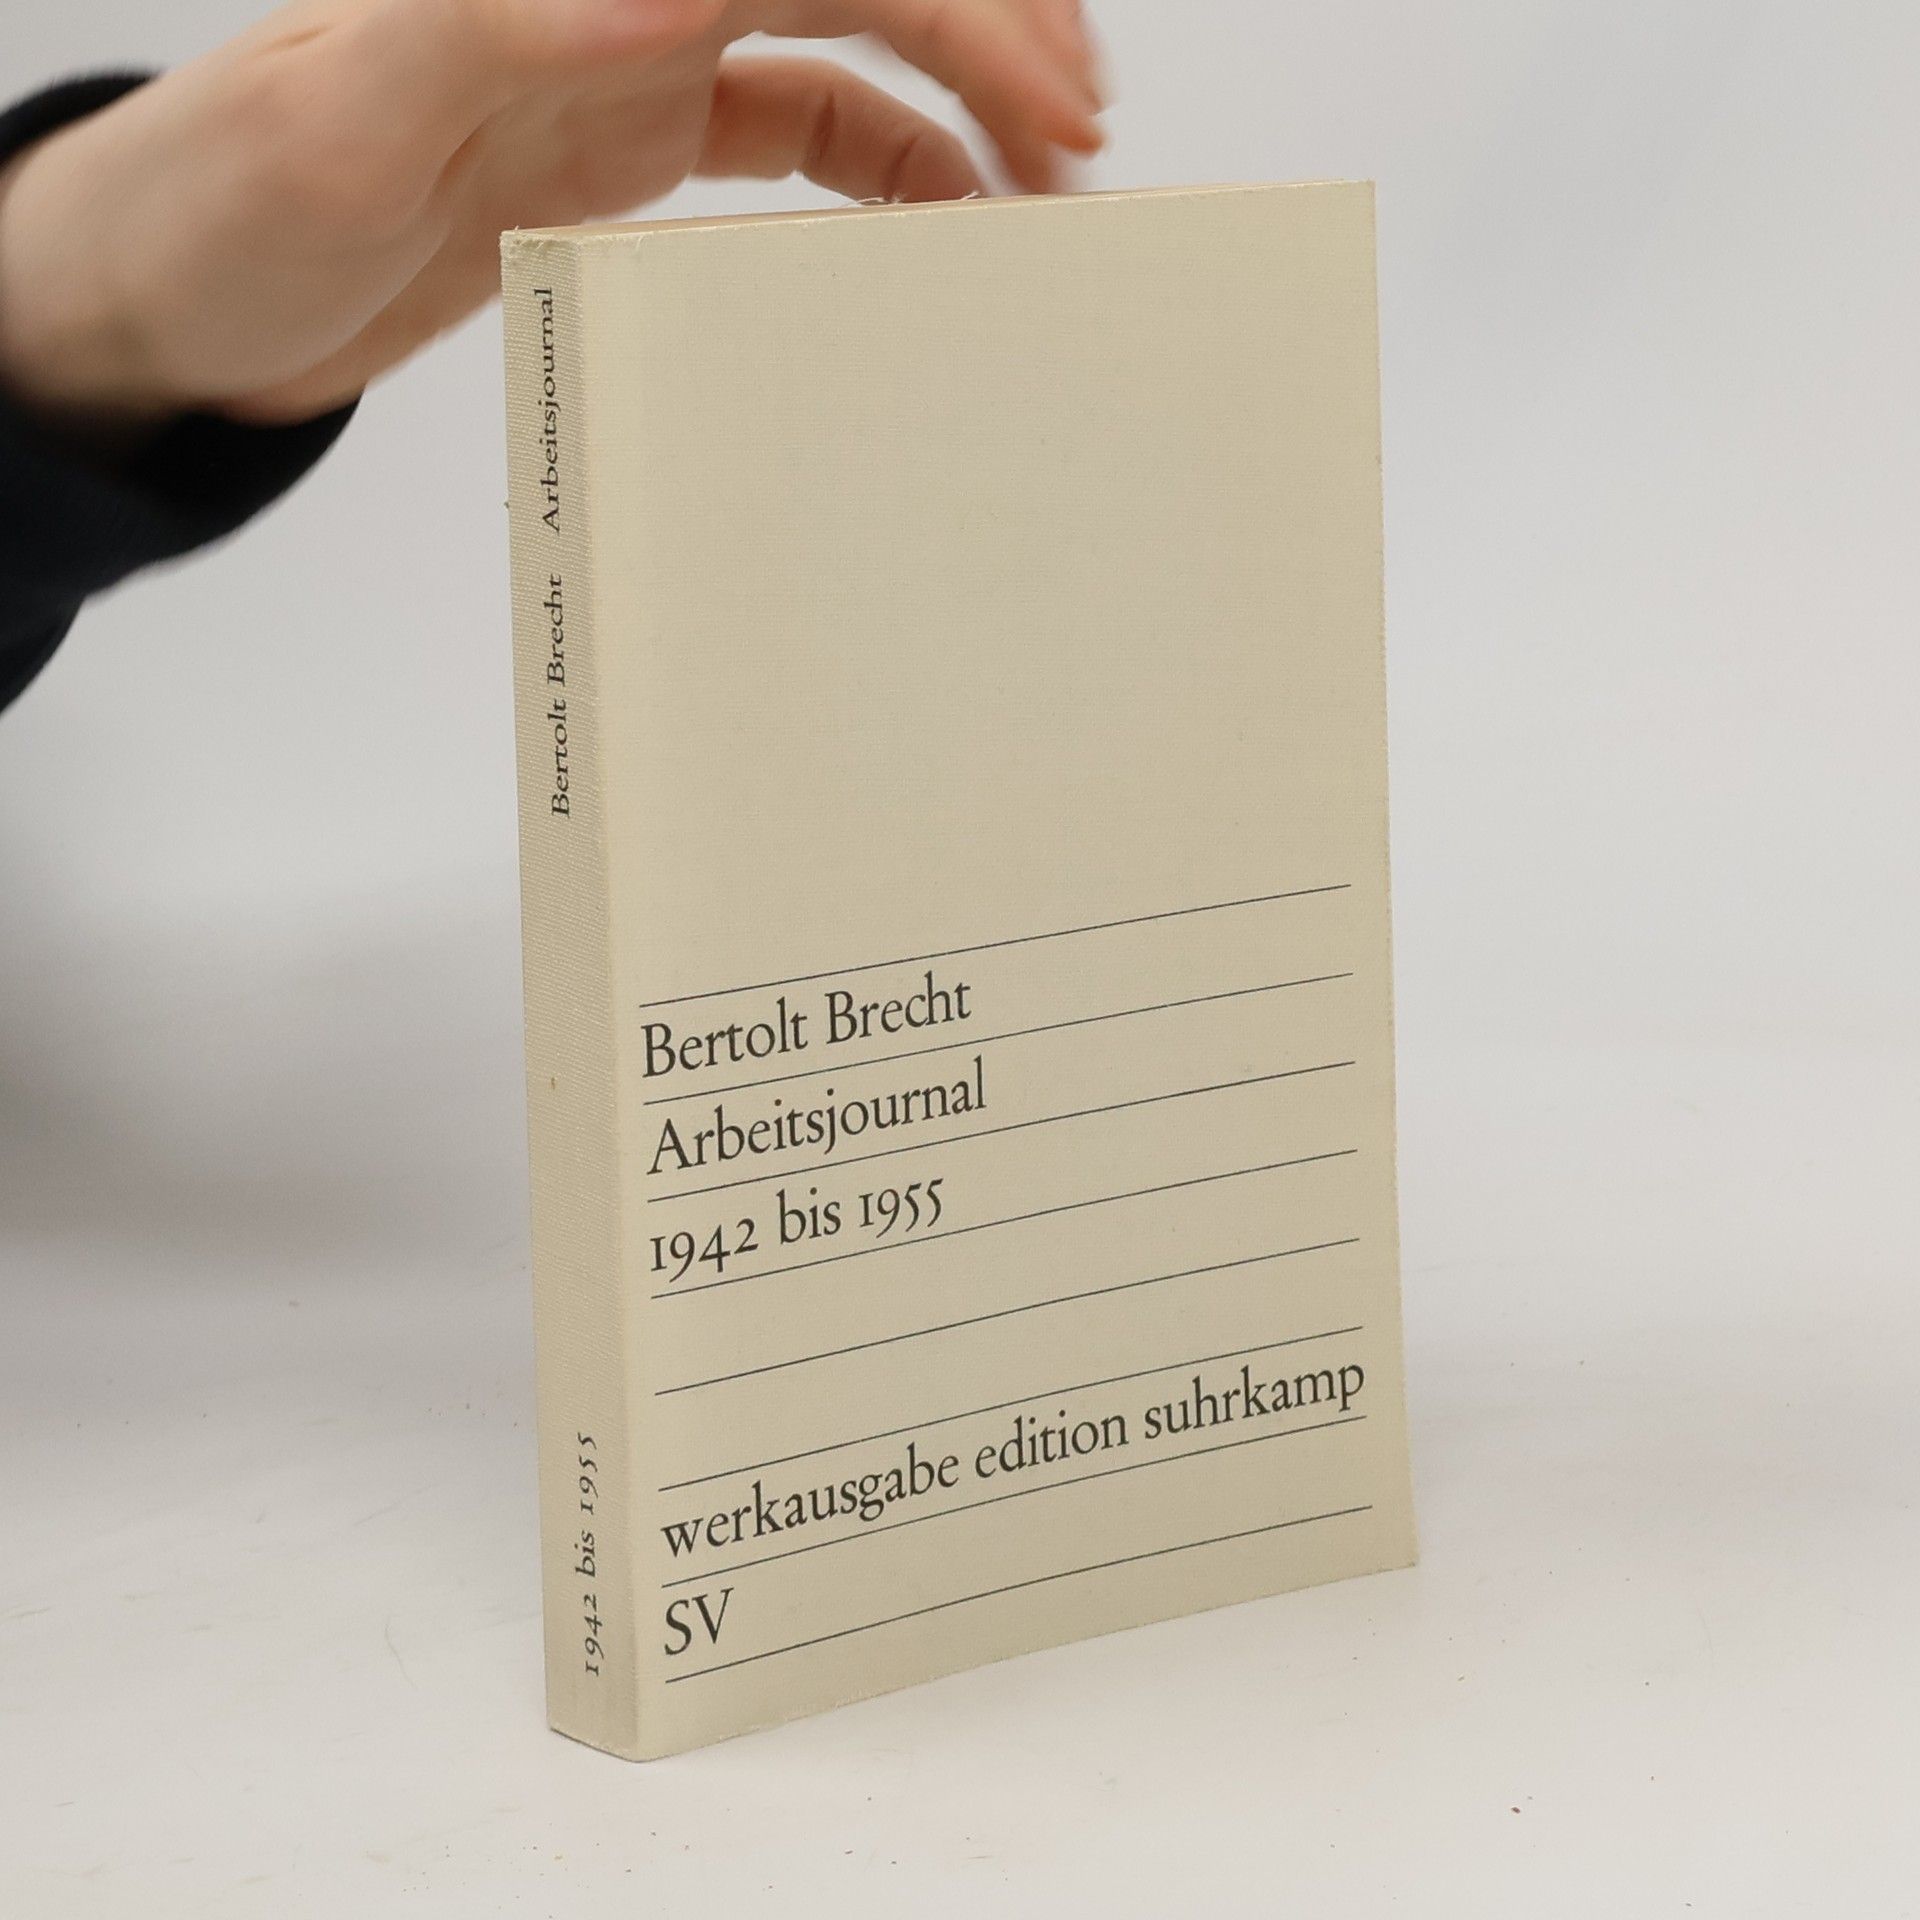 Bertolt Brecht Arbeitsjournal
1942 bis 1955
Bertolt Brecht
Arbeitsjournal
1942 bis 1955
werkausgabe edition suhrkamp
SV